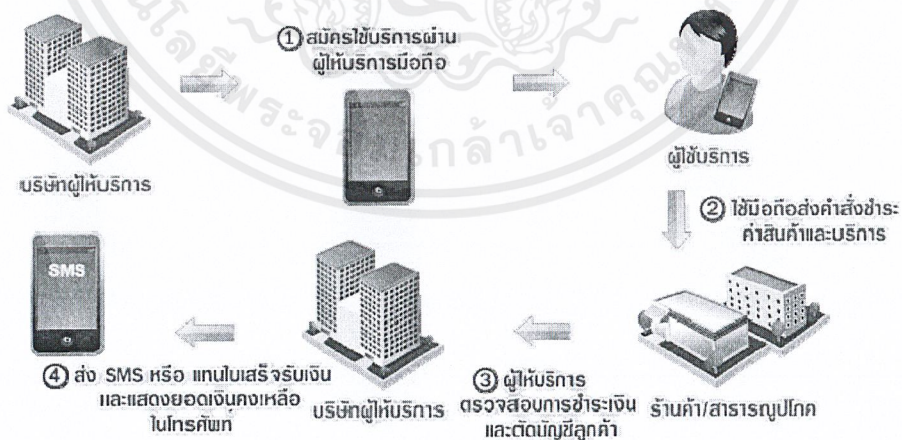 ① สมัครใช้บริการผ่าน
ผู้ให้บริการมือถือ
บริษัทผู้ให้บริการ
ผู้ใช้บริการ
② ใช้มือถือส่งคำสั่งชำระ
ค่าสินค้าและบริการ
SMS
④ ส่ง SMS หรือ แทนใบเสร็จรับเงิน
และแสดงยอดเงินคงเหลือ
ในโทรศัพท์
บริษัทผู้ให้บริการ
③ ผู้ให้บริการ
ตรวจสอบการชำระเงิน
และตัดบัญชีลูกค้า
ร้านค้า/สาธารณูปโภค